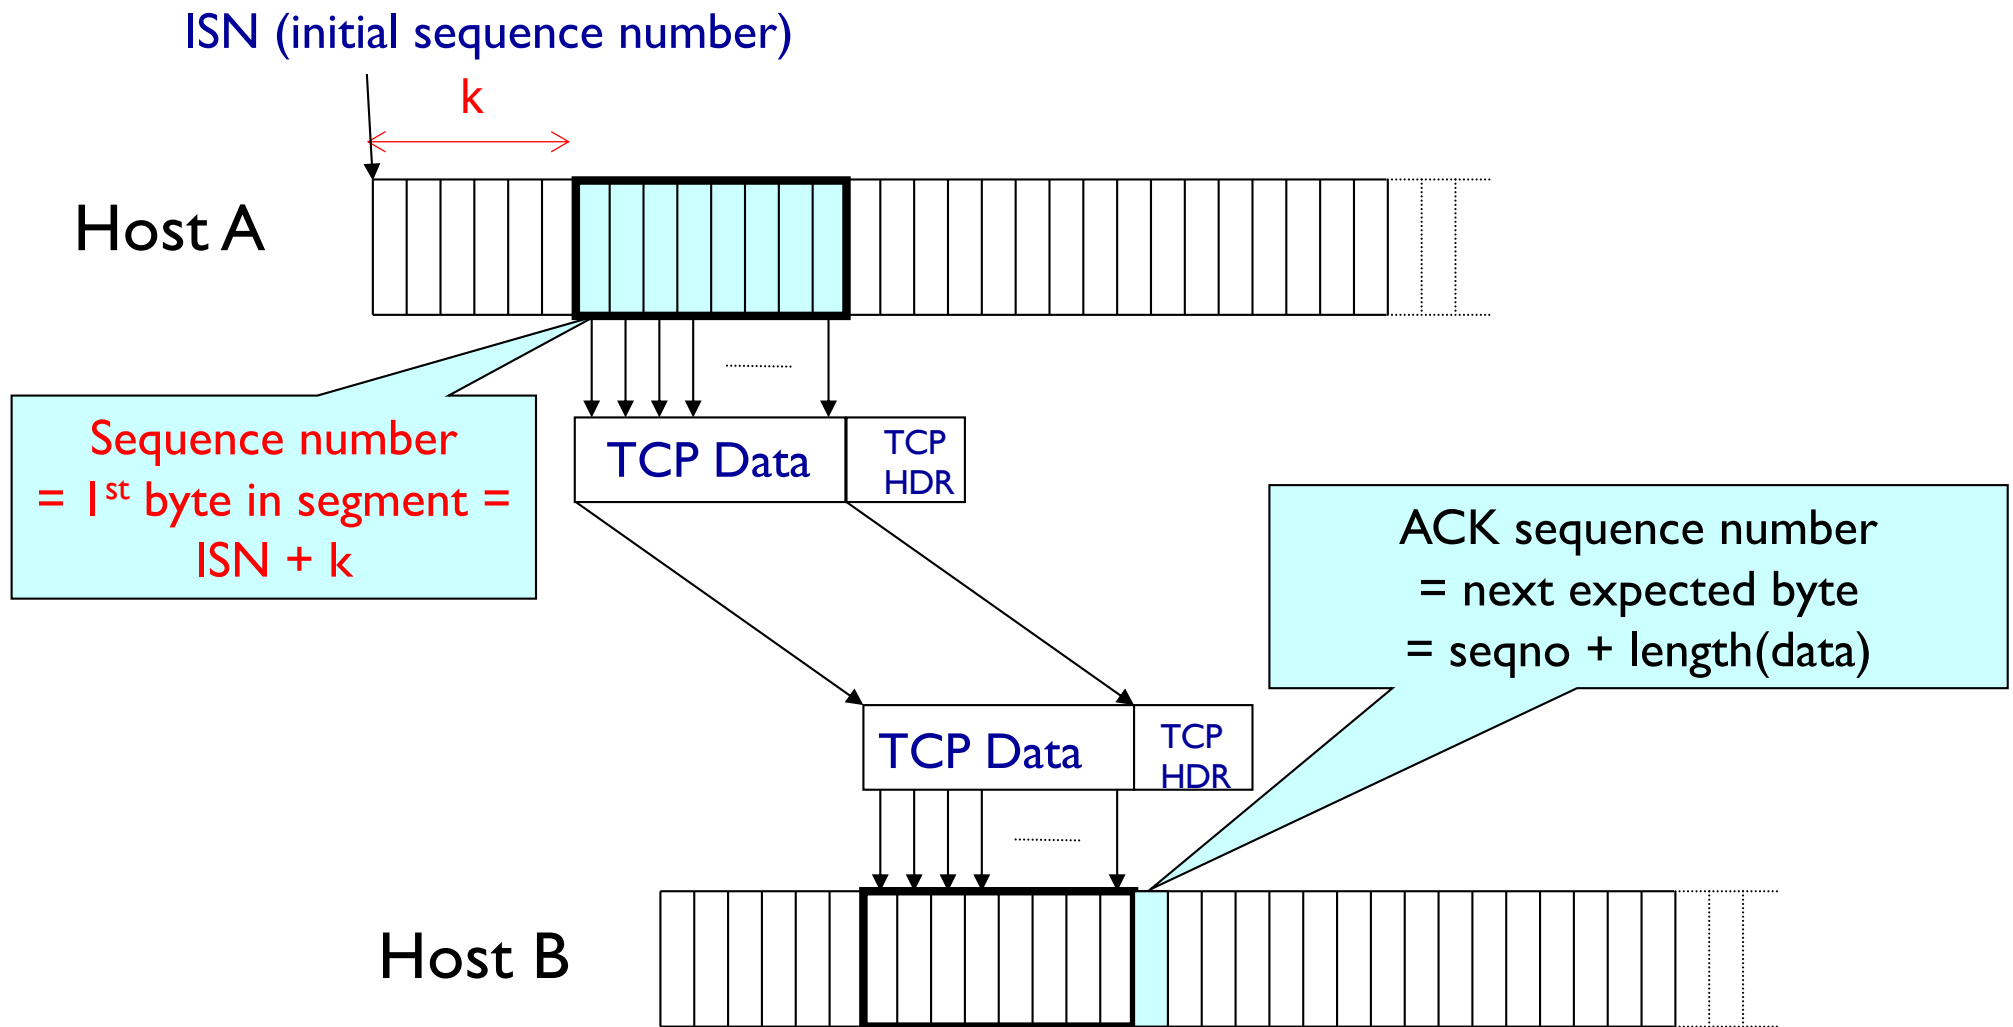 ISN (initial sequence number)
k
Host A
Sequence number
= 1st byte in segment =
ISN + k
TCP Data
TCP
HDR
ACK sequence number
= next expected byte
= seqno + length(data)
TCP Data
TCP
HDR
Host B